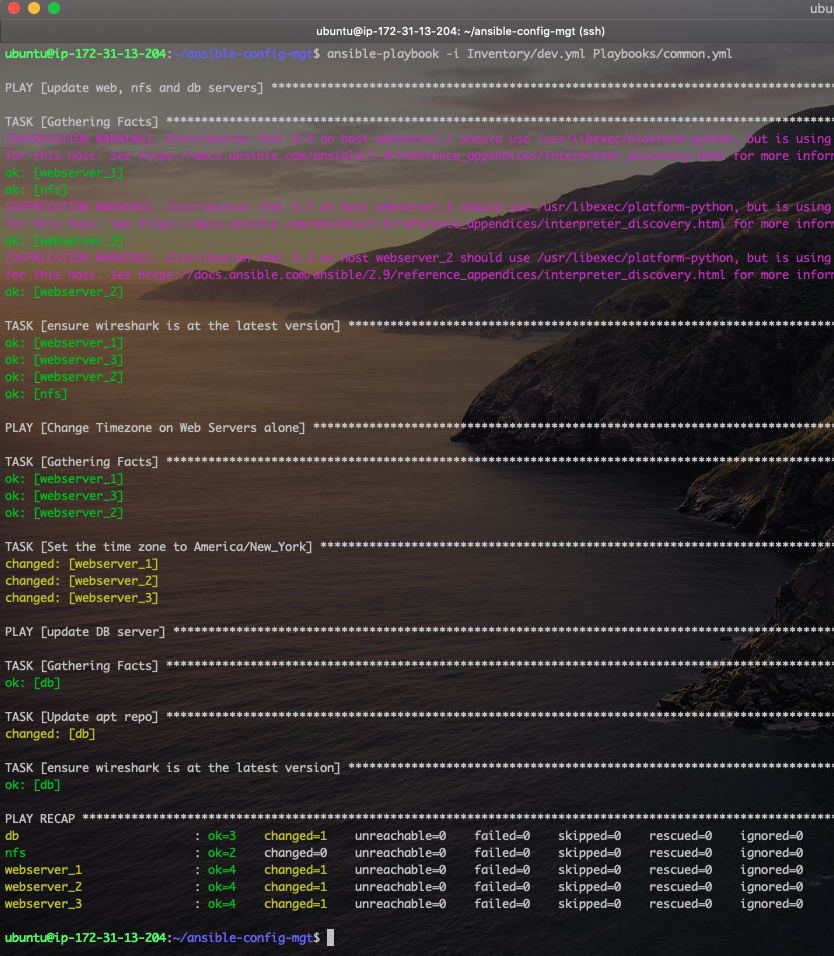 ubu
ubuntu@ip-172-31-13-204: ~/ansible-config-mgt (ssh)
ubuntu@ip-172-31-13-204:~/ansible-config-mgt$ ansible-playbook -i Inventory/dev.yml Playbooks/common.yml
PLAY [update web, nfs and db servers] ********************************************************************************
TASK [Gathering Facts] ***********************************************************************************************
[DEPRECATION WARNING]: Distribution rhel on host webserver_1 should use /usr/libexec/platform-python, but is using
for this host. See https://docs.ansible.com/ansible/2.9/reference_appendices/interpreter_discovery.html for more infor
ok: [webserver_1]
ok: [nfs]
[DEPRECATION WARNING]: Distribution rhel on host webserver_3 should use /usr/libexec/platform-python, but is using
for this host. See https://docs.ansible.com/ansible/2.9/reference_appendices/interpreter_discovery.html for more infor
ok: [webserver_3]
[DEPRECATION WARNING]: Distribution rhel on host webserver_2 should use /usr/libexec/platform-python, but is using
for this host. See https://docs.ansible.com/ansible/2.9/reference_appendices/interpreter_discovery.html for more infor
ok: [webserver_2]
TASK [ensure wireshark is at the latest version] *********************************************************************
ok: [webserver_1]
ok: [webserver_3]
ok: [webserver_2]
ok: [nfs]
PLAY [Change Timezone on Web Servers alone] **************************************************************************
TASK [Gathering Facts] ***********************************************************************************************
ok: [webserver_1]
ok: [webserver_3]
ok: [webserver_2]
TASK [Set the time zone to America/New_York] *************************************************************************
changed: [webserver_1]
changed: [webserver_2]
changed: [webserver_3]
PLAY [update DB server] **********************************************************************************************
TASK [Gathering Facts] ***********************************************************************************************
ok: [db]
TASK [Update apt repo] ***********************************************************************************************
changed: [db]
TASK [ensure wireshark is at the latest version] *********************************************************************
ok: [db]
PLAY RECAP ***********************************************************************************************************
db : ok=3 changed=1 unreachable=0 failed=0 skipped=0 rescued=0 ignored=0
nfs : ok=2 changed=0 unreachable=0 failed=0 skipped=0 rescued=0 ignored=0
webserver_1 : ok=4 changed=1 unreachable=0 failed=0 skipped=0 rescued=0 ignored=0
webserver_2 : ok=4 changed=1 unreachable=0 failed=0 skipped=0 rescued=0 ignored=0
webserver_3 : ok=4 changed=1 unreachable=0 failed=0 skipped=0 rescued=0 ignored=0
ubuntu@ip-172-31-13-204:~/ansible-config-mgt$